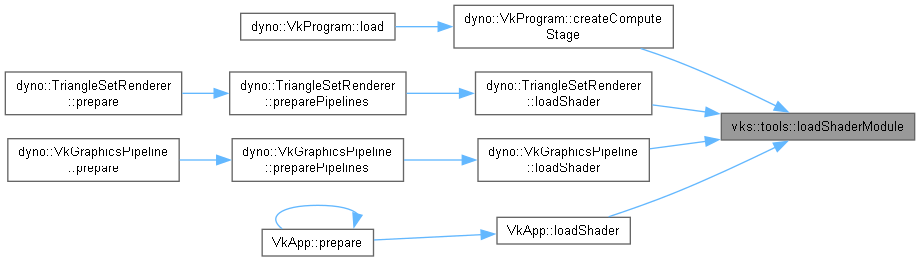 dyno::VkProgram::load
dyno::VkProgram::createCompute
Stage
dyno::TriangleSetRenderer
::prepare
dyno::TriangleSetRenderer
::preparePipelines
dyno::TriangleSetRenderer
::loadShader
vks::tools::loadShaderModule
dyno::VkGraphicsPipeline
::prepare
dyno::VkGraphicsPipeline
::preparePipelines
dyno::VkGraphicsPipeline
::loadShader
VkApp::prepare
VkApp::loadShader